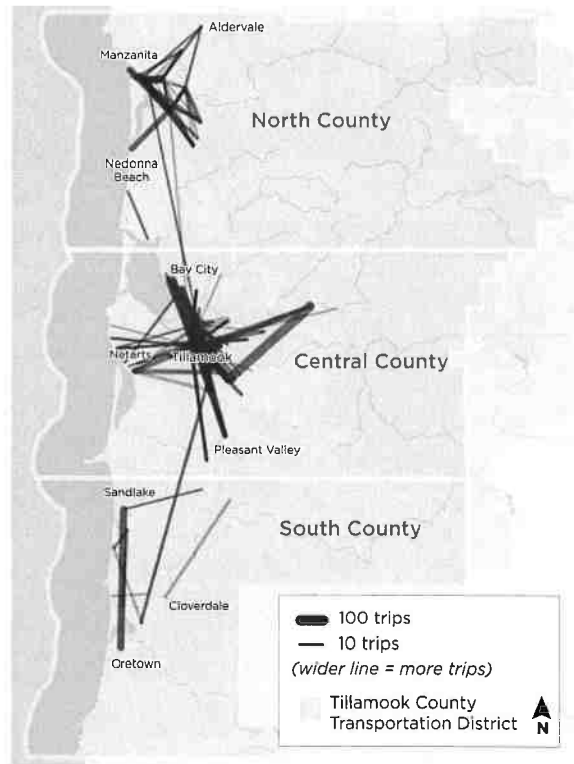 Aldervale
Manzanita
North County
Nedonna
Beach
Bay City
Netarts
Tillamook
Central County
Pleasant Valley
Sandlake
South County
Cloverdale
Oretown
100 trips
10 trips
(wider line = more trips)
Tillamook County
Transportation District
N